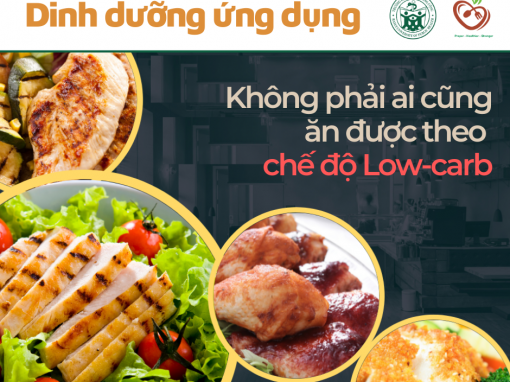 Dinh dưỡng ứng dụng
Không phải ai cũng
ăn được theo
chế độ Low-carb